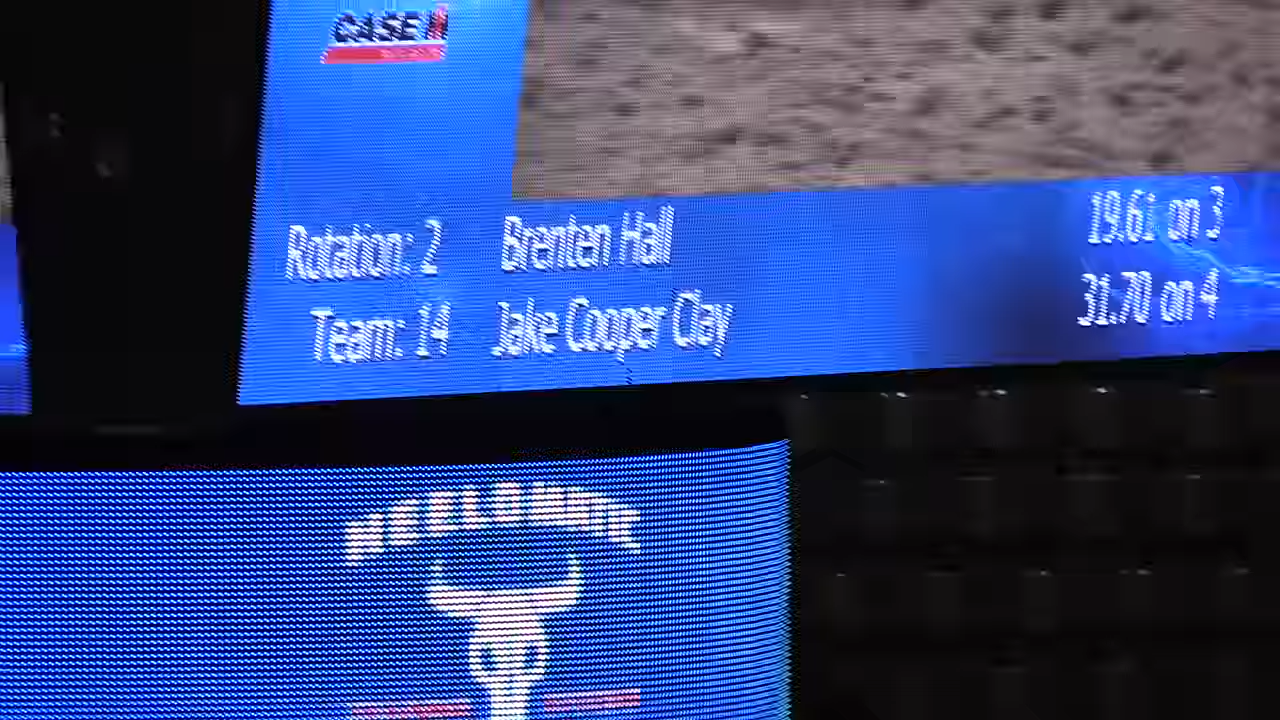 CASE IH
Rotation: 2 Brenten Hall 19.61 on 3
Team: 14 Jake Cooper Clay 31.70 on 4